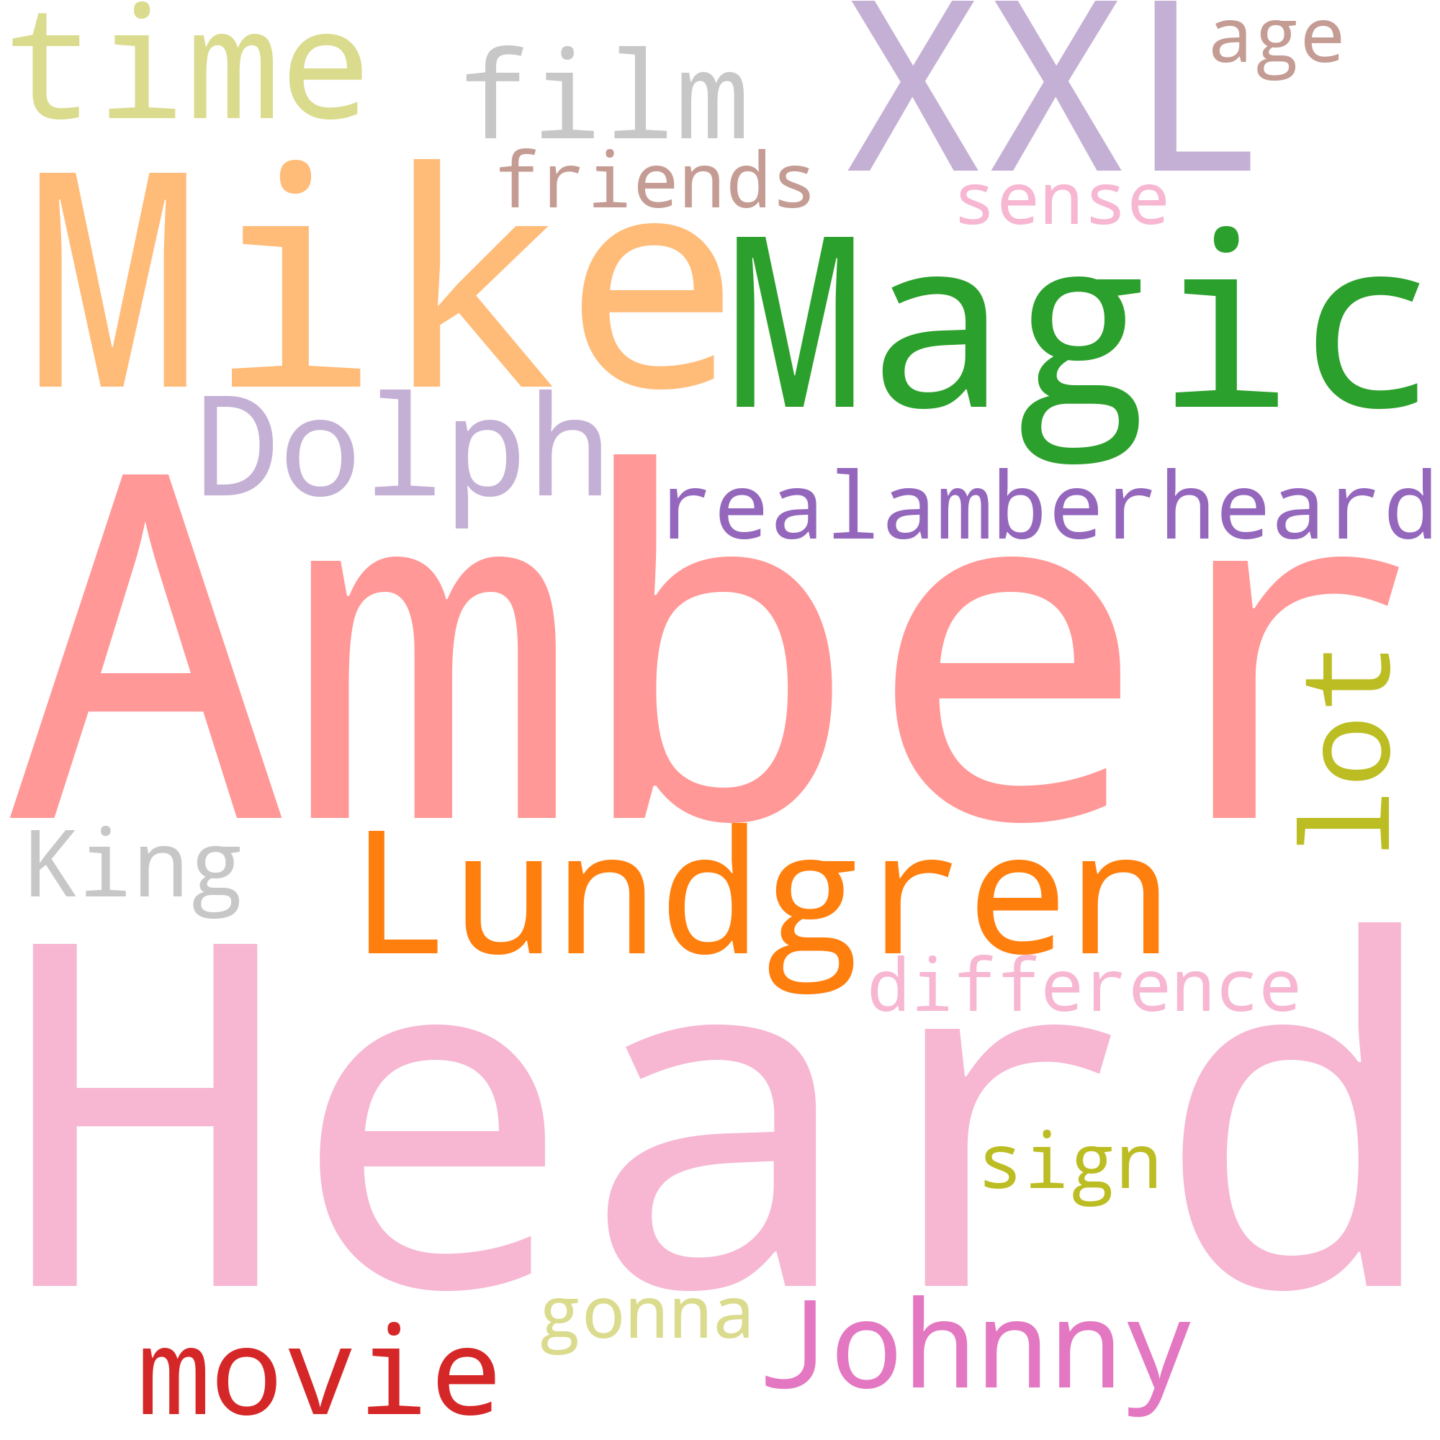 time
film
XXL
age
friends
sense
Mike
Magic
Dolph
realamberheard
Amber
lot
King
Lundgren
difference
Heard
sign
gonna
Johnny
movie